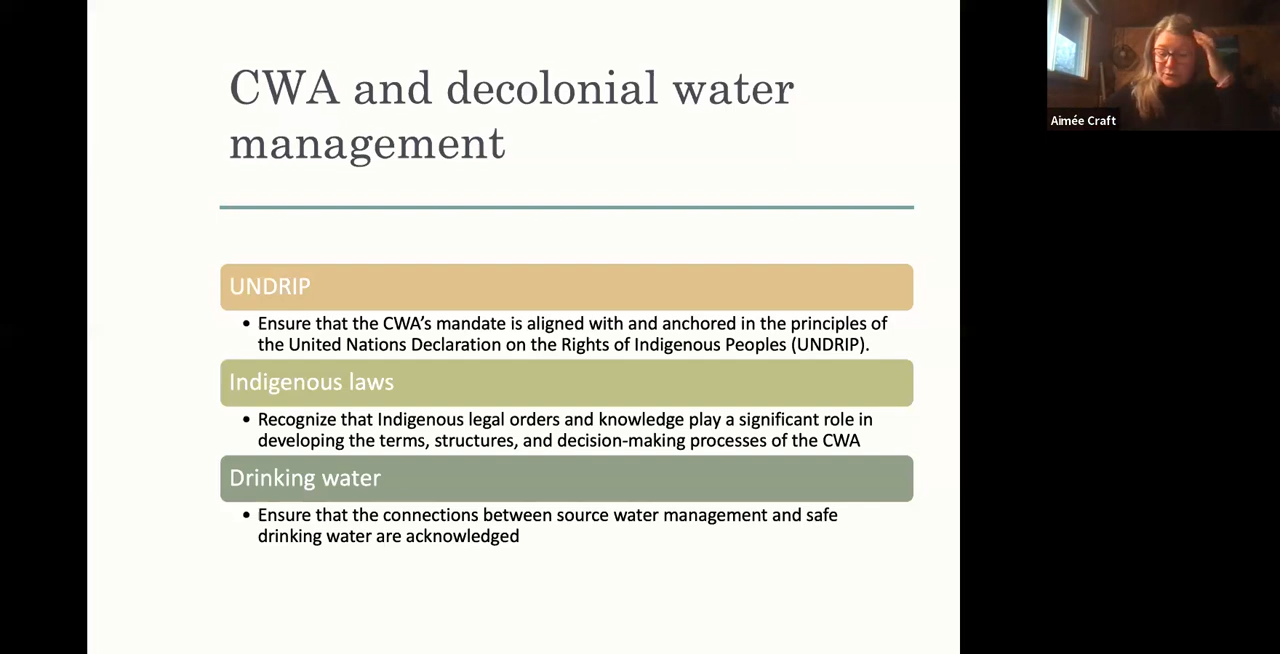 CWA and decolonial water
management
Aimée Craft
UNDRIP
• Ensure that the CWA’s mandate is aligned with and anchored in the principles of
the United Nations Declaration on the Rights of Indigenous Peoples (UNDRIP).
Indigenous laws
• Recognize that Indigenous legal orders and knowledge play a significant role in
developing the terms, structures, and decision-making processes of the CWA
Drinking water
• Ensure that the connections between source water management and safe
drinking water are acknowledged